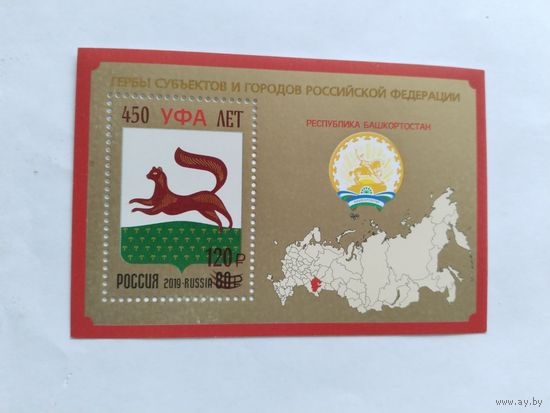 ГЕРБЫ СУБЪЕКТОВ И ГОРОДОВ РОССИЙСКОЙ ФЕДЕРАЦИИ
450 УФА ЛЕТ
РЕСПУБЛИКА БАШКОРТОСТАН
120₽
РОССИЯ 2019·RUSSIA 60₽
www.ay.by